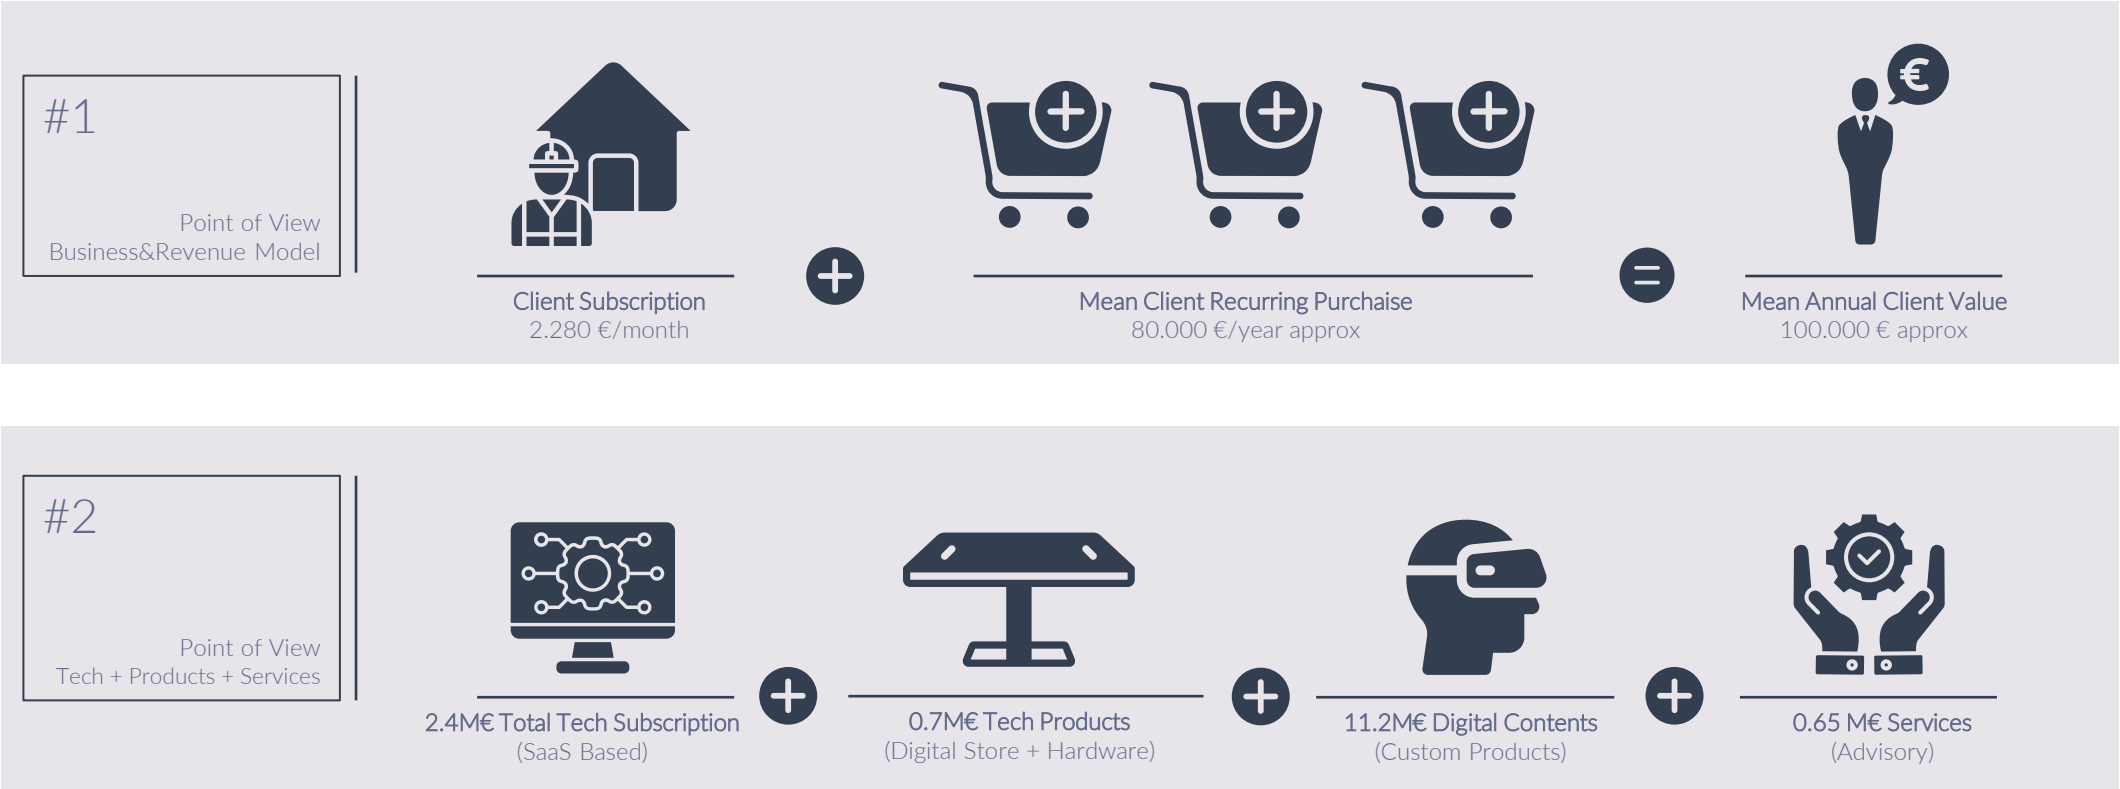 #1
Point of View
Business&Revenue Model
€
Client Subscription
2.280 €/month
Mean Client Recurring Purchaise
80.000 €/year approx
Mean Annual Client Value
100.000 € approx
#2
Point of View
Tech + Products + Services
2.4M€ Total Tech Subscription
(SaaS Based)
0.7M€ Tech Products
(Digital Store + Hardware)
11.2M€ Digital Contents
(Custom Products)
0.65 M€ Services
(Advisory)